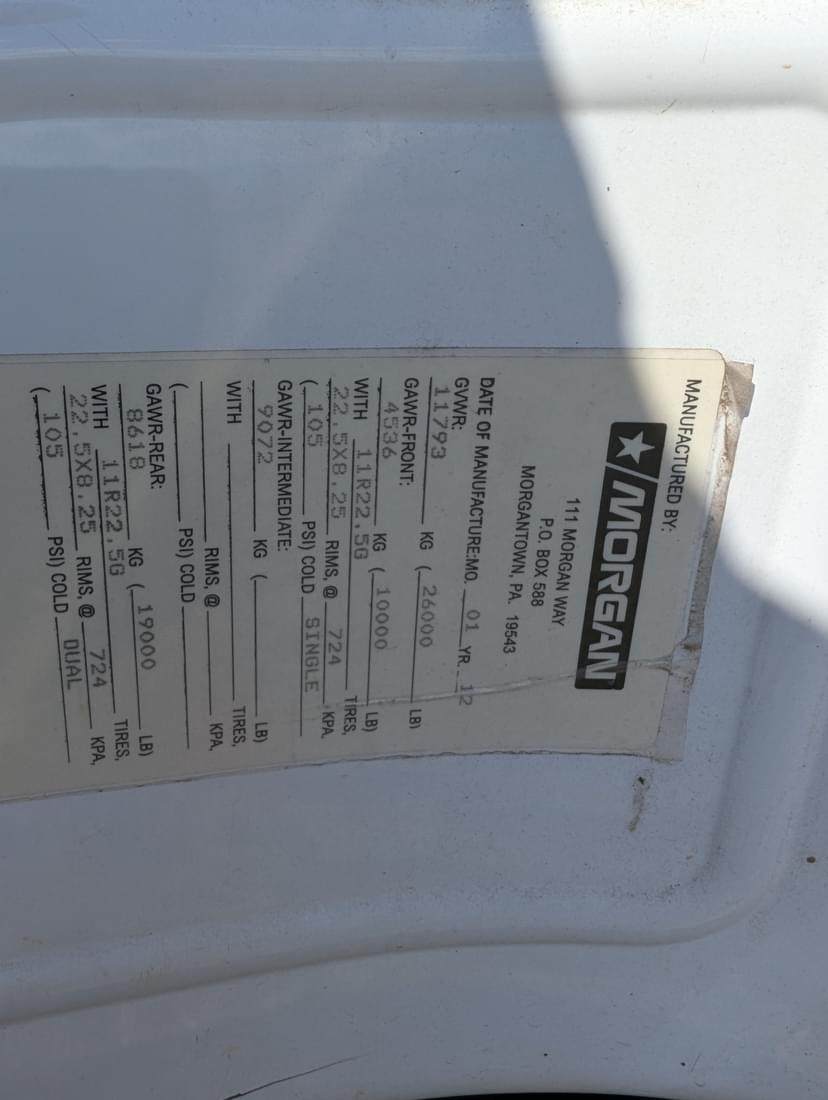 MANUFACTURED BY:
MORGAN
111 MORGAN WAY
P.O. BOX 588
MORGANTOWN, PA. 19543
DATE OF MANUFACTURE:MO. 01 YR. 12
GVWR:
11793 KG ( 26000 LB)
GAWR-FRONT:
4536 KG ( 10000 LB)
WITH 11R22.5G TIRES,
22.5X8.25 RIMS, @ 724 KPA,
( 105 PSI) COLD SINGLE
GAWR-INTERMEDIATE:
9072 KG ( LB)
WITH TIRES,
RIMS, @ KPA,
( PSI) COLD
GAWR-REAR:
8618 KG ( 19000 LB)
WITH 11R22.5G TIRES,
22.5X8.25 RIMS, @ 724 KPA,
( 105 PSI) COLD DUAL